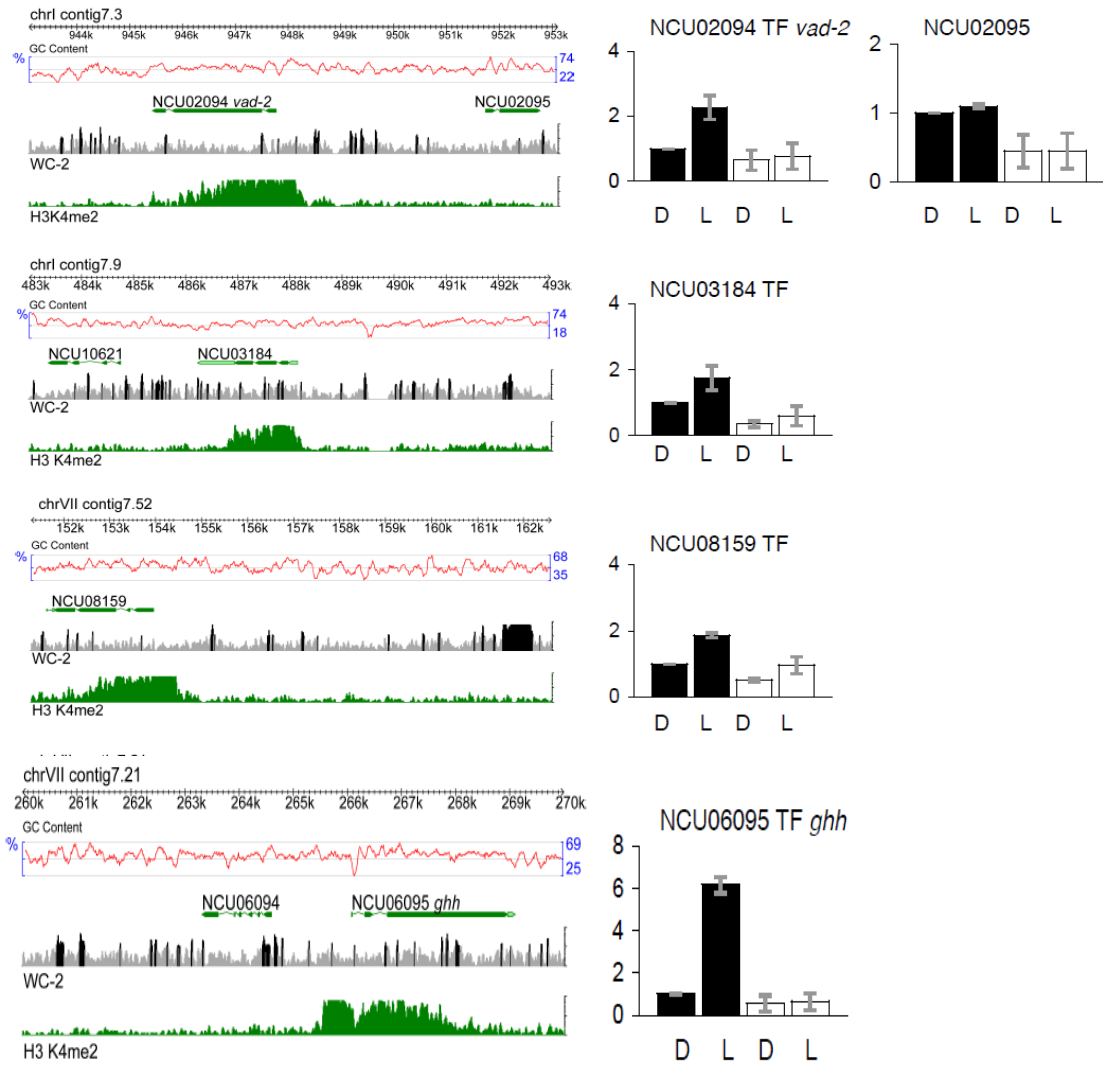 chrI contig7.3
944k 945k 946k 947k 948k 949k 950k 951k 952k 953k
GC Content
% 74
22
NCU02094 vad-2 NCU02095
WC-2
H3K4me2
NCU02094 TF vad-2
4
2
0
D L D L
NCU02095
2
1
0
D L D L
chrI contig7.9
483k 484k 485k 486k 487k 488k 489k 490k 491k 492k 493k
GC Content
% 74
18
NCU10621 NCU03184
WC-2
H3 K4me2
NCU03184 TF
4
2
0
D L D L
chrVII contig7.52
152k 153k 154k 155k 156k 157k 158k 159k 160k 161k 162k
GC Content
% 68
35
NCU08159
WC-2
H3 K4me2
NCU08159 TF
4
2
0
D L D L
chrVII contig7.21
260k 261k 262k 263k 264k 265k 266k 267k 268k 269k 270k
GC Content
% 69
25
NCU06094 NCU06095 ghh
WC-2
H3 K4me2
NCU06095 TF ghh
8
6
4
2
0
D L D L